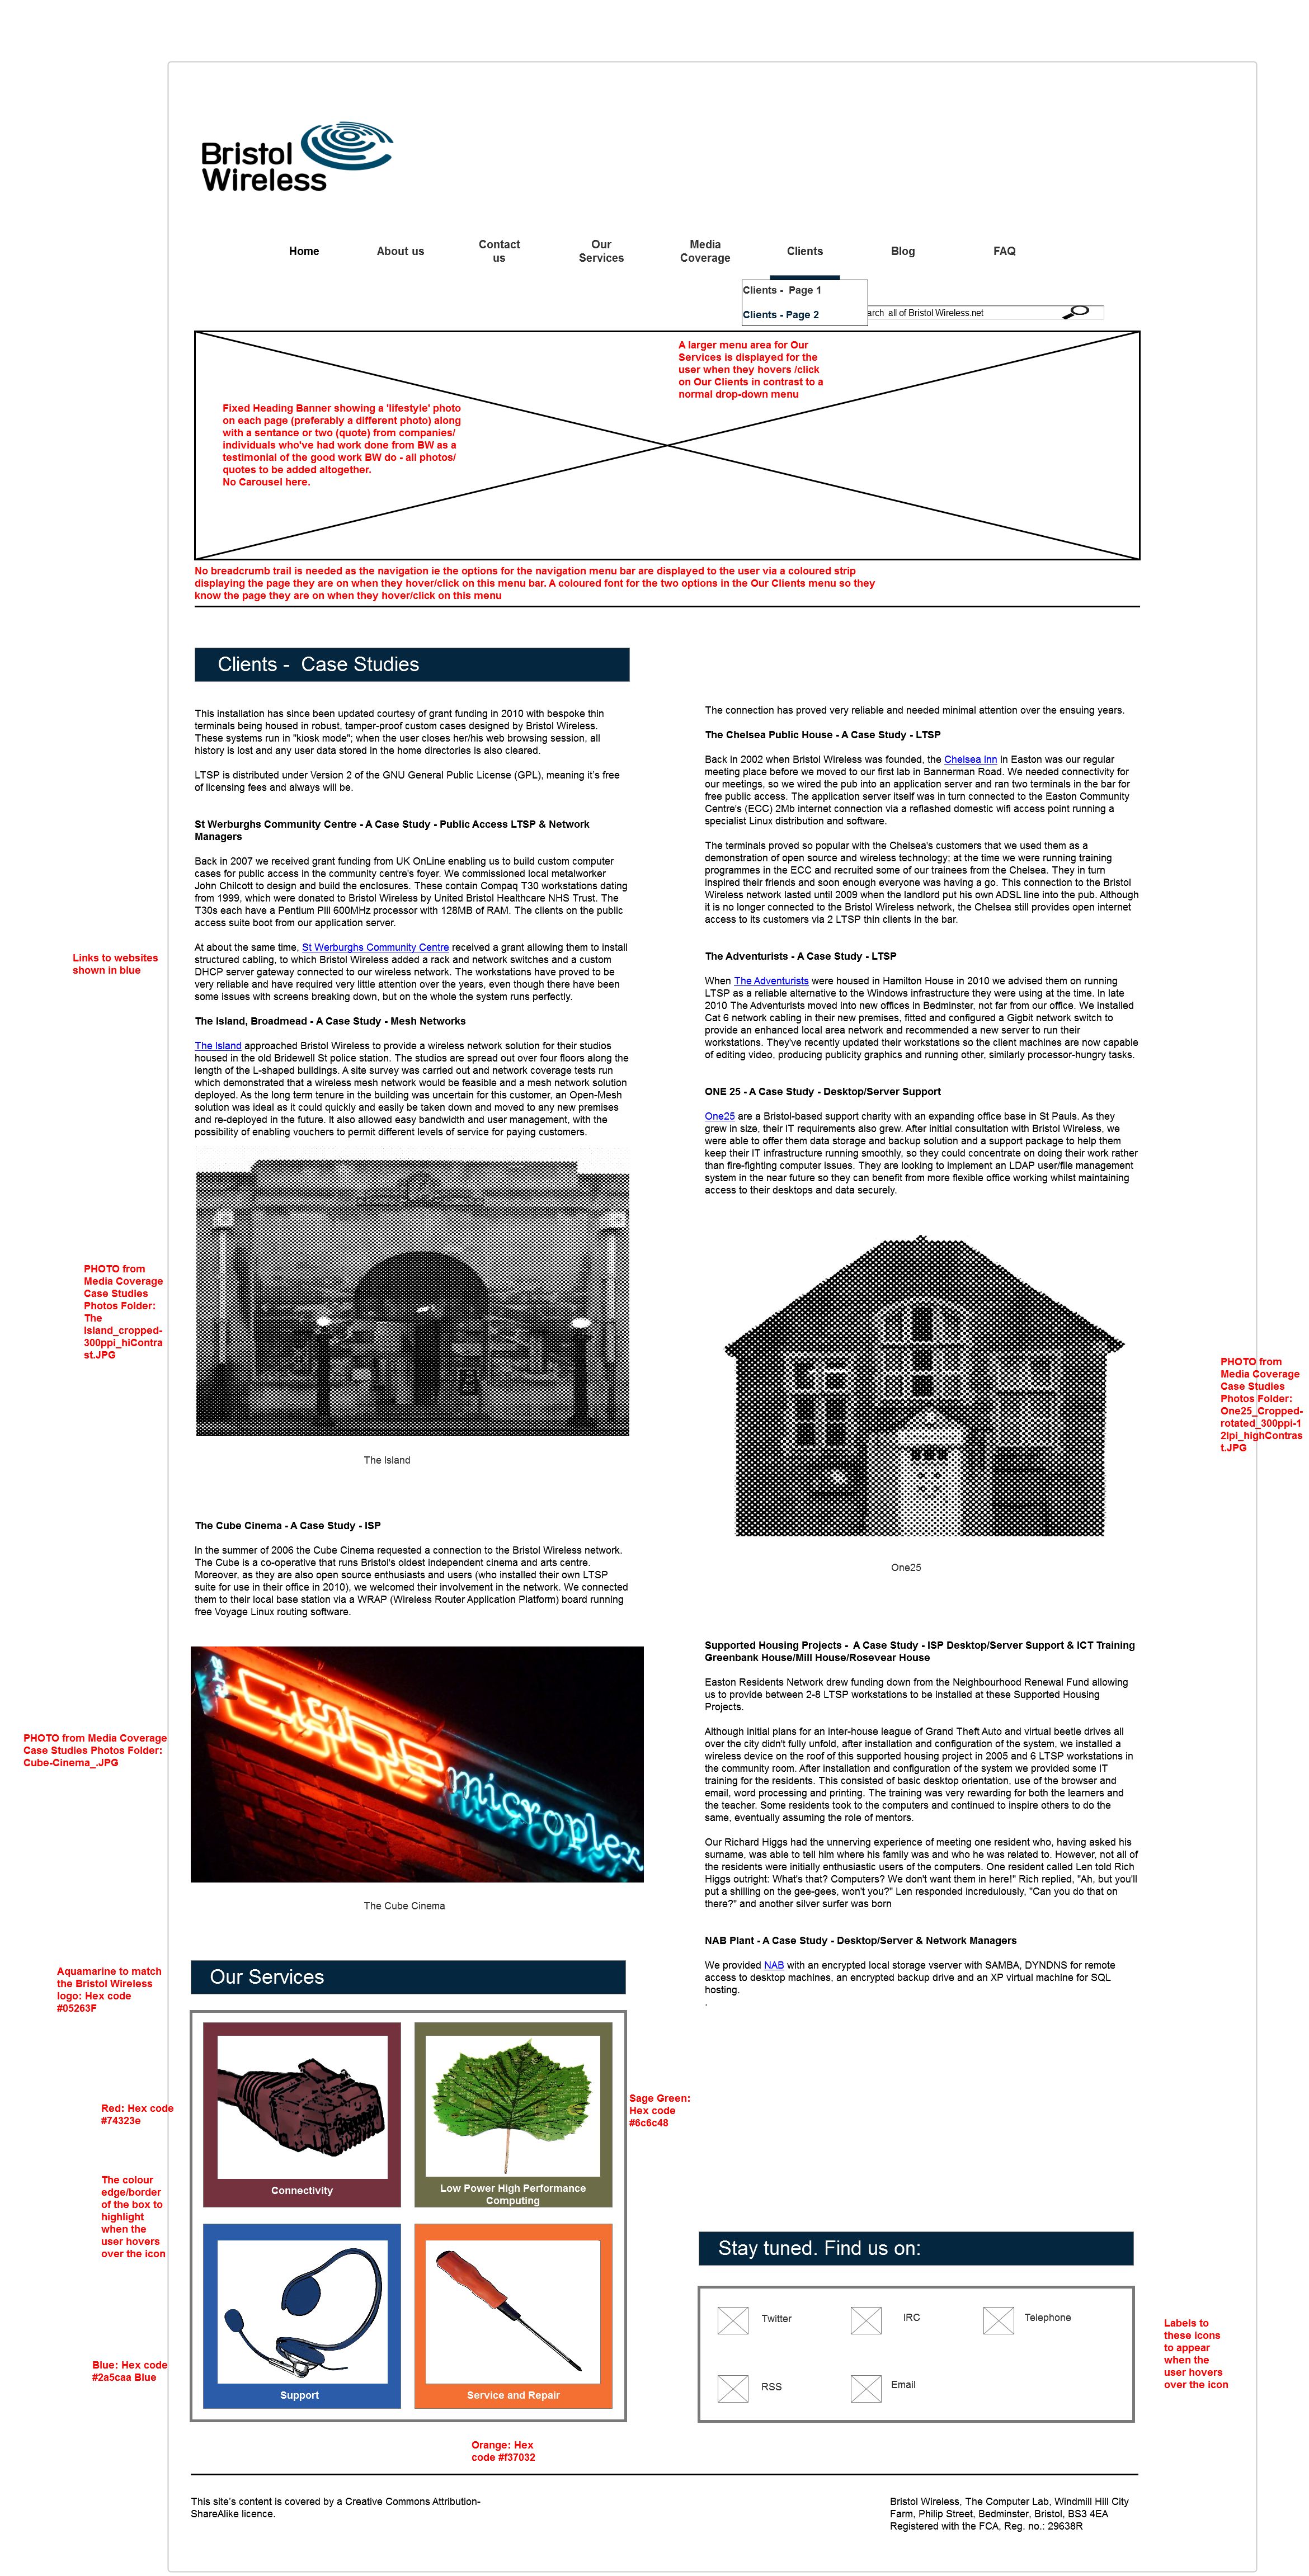 Bristol
Wireless
Home
About us
Contact
us
Our
Services
Media
Coverage
Clients
Blog
FAQ
Clients -  Page 1
Clients - Page 2
arch  all of Bristol Wireless.net
A larger menu area for Our
Services is displayed for the
user when they hovers /click
on Our Clients in contrast to a
normal drop-down menu
Fixed Heading Banner showing a 'lifestyle' photo
on each page (preferably a different photo) along
with a sentance or two (quote) from companies/
individuals who've had work done from BW as a
testimonial of the good work BW do - all photos/
quotes to be added altogether.
No Carousel here.
No breadcrumb trail is needed as the navigation ie the options for the navigation menu bar are displayed to the user via a coloured strip
displaying the page they are on when they hover/click on this menu bar. A coloured font for the two options in the Our Clients menu so they
know the page they are on when they hover/click on this menu
Clients -  Case Studies
This installation has since been updated courtesy of grant funding in 2010 with bespoke thin
terminals being housed in robust, tamper-proof custom cases designed by Bristol Wireless.
These systems run in "kiosk mode"; when the user closes her/his web browsing session, all
history is lost and any user data stored in the home directories is also cleared.
LTSP is distributed under Version 2 of the GNU General Public License (GPL), meaning it's free
of licensing fees and always will be.
St Werburghs Community Centre - A Case Study - Public Access LTSP & Network
Managers
Back in 2007 we received grant funding from UK OnLine enabling us to build custom computer
cases for public access in the community centre's foyer. We commissioned local metalworker
John Chilcott to design and build the enclosures. These contain Compaq T30 workstations dating
from 1999, which were donated to Bristol Wireless by United Bristol Healthcare NHS Trust. The
T30s each have a Pentium PIII 600MHz processor with 128MB of RAM. The clients on the public
access suite boot from our application server.
At about the same time, St Werburghs Community Centre received a grant allowing them to install
structured cabling, to which Bristol Wireless added a rack and network switches and a custom
DHCP server gateway connected to our wireless network. The workstations have proved to be
very reliable and have required very little attention over the years, even though there have been
some issues with screens breaking down, but on the whole the system runs perfectly.
Links to websites
shown in blue
The Island, Broadmead - A Case Study - Mesh Networks
The Island approached Bristol Wireless to provide a wireless network solution for their studios
housed in the old Bridewell St police station. The studios are spread out over four floors along the
length of the L-shaped buildings. A site survey was carried out and network coverage tests run
which demonstrated that a wireless mesh network would be feasible and a mesh network solution
deployed. As the long term tenure in the building was uncertain for this customer, an Open-Mesh
solution was ideal as it could quickly and easily be taken down and moved to any new premises
and re-deployed in the future. It also allowed easy bandwidth and user management, with the
possibility of enabling vouchers to permit different levels of service for paying customers.
PHOTO from
Media Coverage
Case Studies
Photos Folder:
The
Island_cropped-
300ppi_hiContra
st.JPG
The Island
The Cube Cinema - A Case Study - ISP
In the summer of 2006 the Cube Cinema requested a connection to the Bristol Wireless network.
The Cube is a co-operative that runs Bristol's oldest independent cinema and arts centre.
Moreover, as they are also open source enthusiasts and users (who installed their own LTSP
suite for use in their office in 2010), we welcomed their involvement in the network. We connected
them to their local base station via a WRAP (Wireless Router Application Platform) board running
free Voyage Linux routing software.
PHOTO from Media Coverage
Case Studies Photos Folder:
Cube-Cinema_.JPG
Cube
microplex
The Cube Cinema
The connection has proved very reliable and needed minimal attention over the ensuing years.
The Chelsea Public House - A Case Study - LTSP
Back in 2002 when Bristol Wireless was founded, the Chelsea Inn in Easton was our regular
meeting place before we moved to our first lab in Bannerman Road. We needed connectivity for
our meetings, so we wired the pub into an application server and ran two terminals in the bar for
free public access. The application server itself was in turn connected to the Easton Community
Centre's (ECC) 2Mb internet connection via a reflashed domestic wifi access point running a
specialist Linux distribution and software.
The terminals proved so popular with the Chelsea's customers that we used them as a
demonstration of open source and wireless technology; at the time we were running training
programmes in the ECC and recruited some of our trainees from the Chelsea. They in turn
inspired their friends and soon enough everyone was having a go. This connection to the Bristol
Wireless network lasted until 2009 when the landlord put his own ADSL line into the pub. Although
it is no longer connected to the Bristol Wireless network, the Chelsea still provides open internet
access to its customers via 2 LTSP thin clients in the bar.
The Adventurists - A Case Study - LTSP
When The Adventurists were housed in Hamilton House in 2010 we advised them on running
LTSP as a reliable alternative to the Windows infrastructure they were using at the time. In late
2010 The Adventurists moved into new offices in Bedminster, not far from our office. We installed
Cat 6 network cabling in their new premises, fitted and configured a Gigbit network switch to
provide an enhanced local area network and recommended a new server to run their
workstations. They've recently updated their workstations so the client machines are now capable
of editing video, producing publicity graphics and running other, similarly processor-hungry tasks.
ONE 25 - A Case Study - Desktop/Server Support
One25 are a Bristol-based support charity with an expanding office base in St Pauls. As they
grew in size, their IT requirements also grew. After initial consultation with Bristol Wireless, we
were able to offer them data storage and backup solution and a support package to help them
keep their IT infrastructure running smoothly, so they could concentrate on doing their work rather
than fire-fighting computer issues. They are looking to implement an LDAP user/file management
system in the near future so they can benefit from more flexible office working whilst maintaining
access to their desktops and data securely.
PHOTO from
Media Coverage
Case Studies
Photos Folder:
One25_Cropped-
rotated_300ppi-1
2lpi_highContras
t.JPG
One25
Supported Housing Projects -  A Case Study - ISP Desktop/Server Support & ICT Training
Greenbank House/Mill House/Rosevear House
Easton Residents Network drew funding down from the Neighbourhood Renewal Fund allowing
us to provide between 2-8 LTSP workstations to be installed at these Supported Housing
Projects.
Although initial plans for an inter-house league of Grand Theft Auto and virtual beetle drives all
over the city didn't fully unfold, after installation and configuration of the system, we installed a
wireless device on the roof of this supported housing project in 2005 and 6 LTSP workstations in
the community room. After installation and configuration of the system we provided some IT
training for the residents. This consisted of basic desktop orientation, use of the browser and
email, word processing and printing. The training was very rewarding for both the learners and
the teacher. Some residents took to the computers and continued to inspire others to do the
same, eventually assuming the role of mentors.
Our Richard Higgs had the unnerving experience of meeting one resident who, having asked his
surname, was able to tell him where his family was and who he was related to. However, not all of
the residents were initially enthusiastic users of the computers. One resident called Len told Rich
Higgs outright: What's that? Computers? We don't want them in here!" Rich replied, "Ah, but you'll
put a shilling on the gee-gees, won't you?" Len responded incredulously, "Can you do that on
there?" and another silver surfer was born
NAB Plant - A Case Study - Desktop/Server & Network Managers
We provided NAB with an encrypted local storage vserver with SAMBA, DYNDNS for remote
access to desktop machines, an encrypted backup drive and an XP virtual machine for SQL
hosting.
.
Aquamarine to match
the Bristol Wireless
logo: Hex code
#05263F
Our Services
Red: Hex code
#74323e
Sage Green:
Hex code
#6c6c48
The colour
edge/border
of the box to
highlight
when the
user hovers
over the icon
Connectivity
Low Power High Performance
Computing
Blue: Hex code
#2a5caa Blue
Support
Service and Repair
Orange: Hex
code #f37032
Stay tuned. Find us on:
Twitter
IRC
Telephone
RSS
Email
Labels to
these icons
to appear
when the
user hovers
over the icon
This site's content is covered by a Creative Commons Attribution-
ShareAlike licence.
Bristol Wireless, The Computer Lab, Windmill Hill City
Farm, Philip Street, Bedminster, Bristol, BS3 4EA
Registered with the FCA, Reg. no.: 29638R